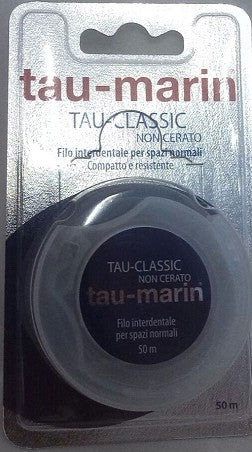 tau-marin
TAU-CLASSIC
NON CERATO
Filo interdentale per spazi normali
Compatto e resistente
TAU-CLASSIC
NON CERATO
tau-marin®
Filo interdentale
per spazi normali
50 m
50 m